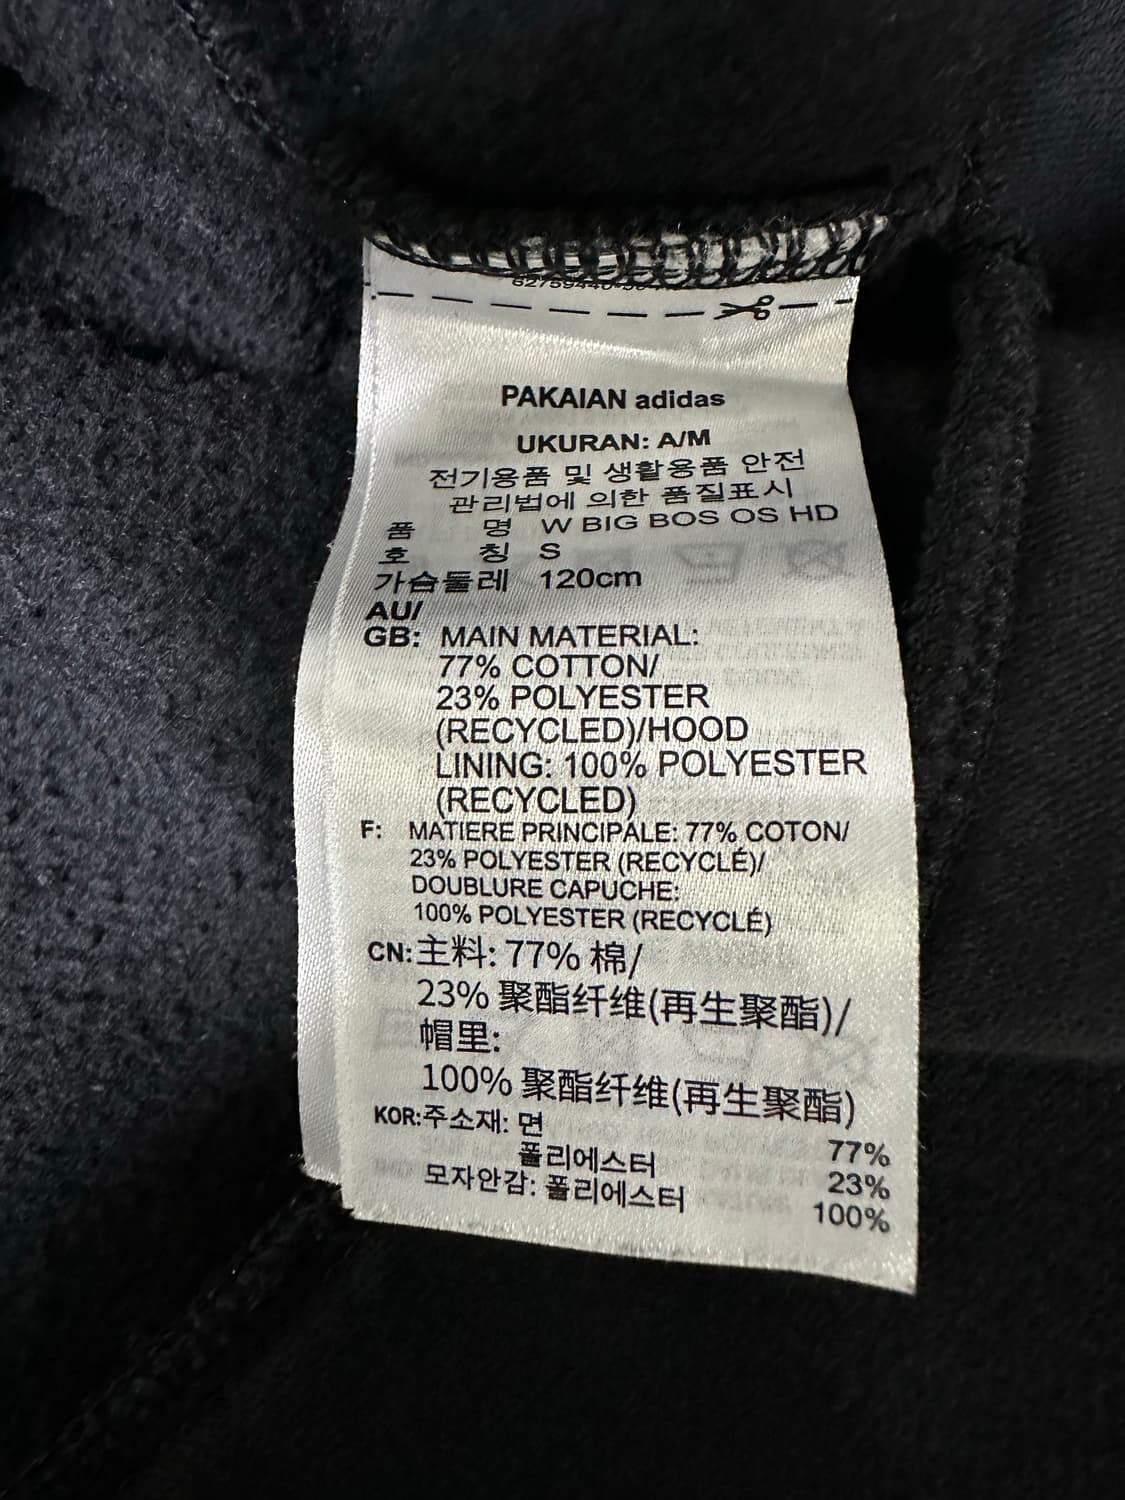 PAKAIAN adidas
UKURAN: A/M
전기용품 및 생활용품 안전
관리법에 의한 품질표시
품 명 W BIG BOS OS HD
호 칭 S
가슴둘레 120cm
AU/
GB: MAIN MATERIAL:
77% COTTON/
23% POLYESTER
(RECYCLED)/HOOD
LINING: 100% POLYESTER
(RECYCLED)
F: MATIERE PRINCIPALE: 77% COTON/
23% POLYESTER (RECYCLÉ)/
DOUBLURE CAPUCHE:
100% POLYESTER (RECYCLÉ)
CN: 主料: 77% 棉/
23% 聚酯纤维(再生聚酯)/
帽里:
100% 聚酯纤维(再生聚酯)
KOR: 주소재: 면 77%
폴리에스터 23%
모자안감: 폴리에스터 100%